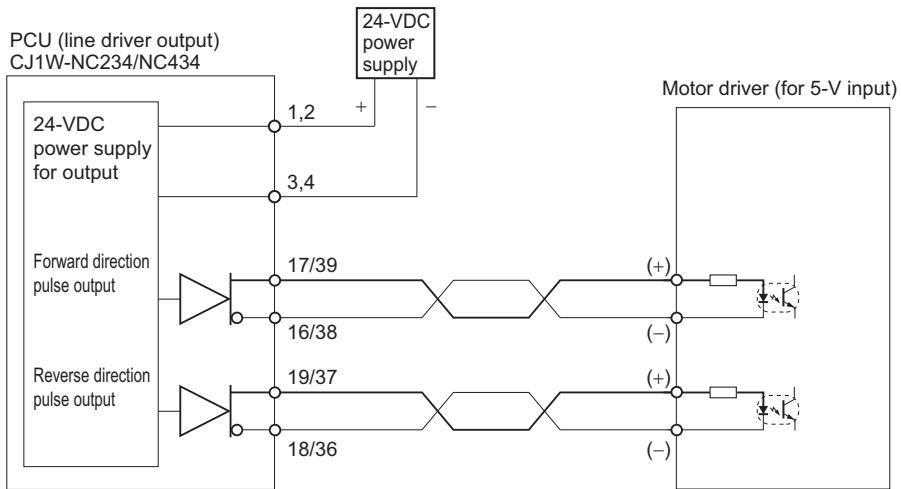 24-VDC
power
supply
PCU (line driver output)
CJ1W-NC234/NC434
Motor driver (for 5-V input)
+
−
1,2
24-VDC
power supply
for output
3,4
Forward direction
pulse output
17/39
(+)
16/38
(−)
Reverse direction
pulse output
19/37
(+)
18/36
(−)